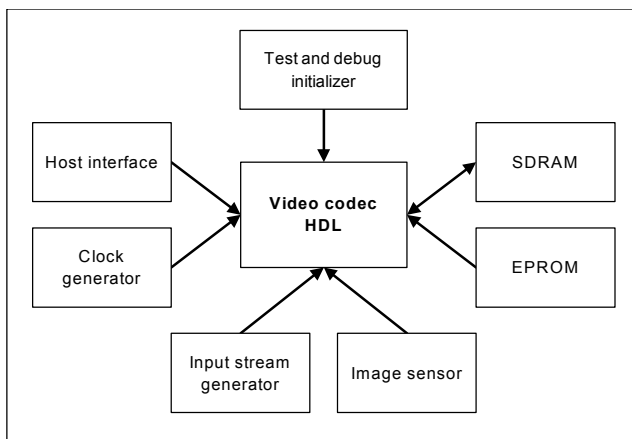 Test and debug
initializer
Host interface
SDRAM
Video codec
HDL
Clock
generator
EPROM
Input stream
generator
Image sensor